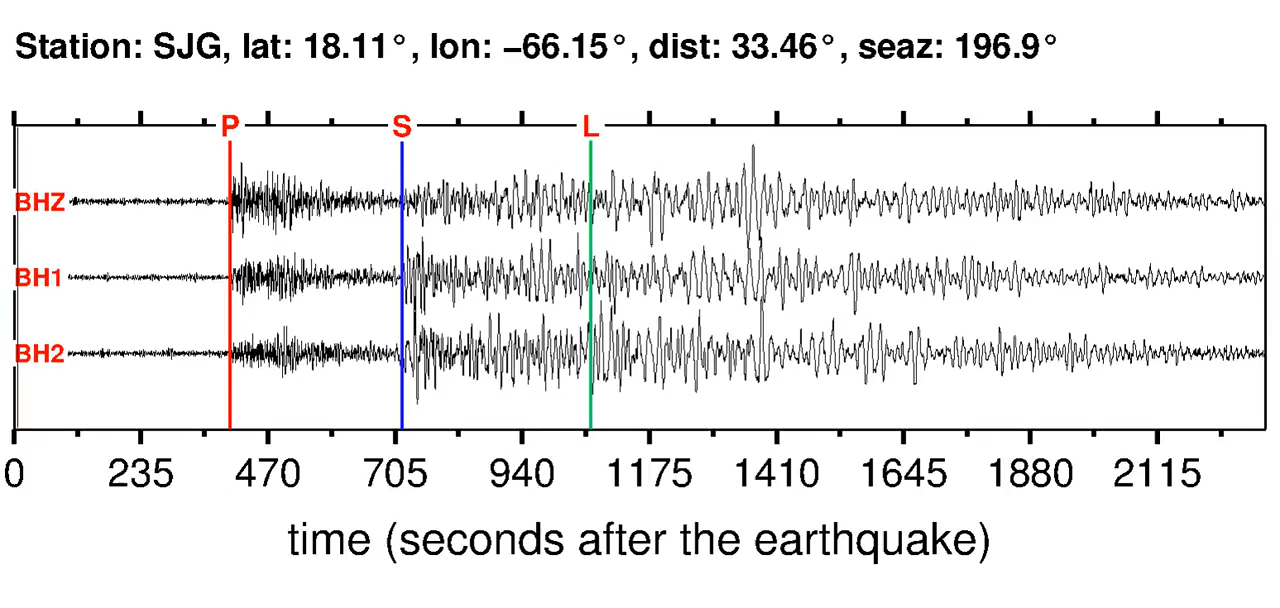 Station: SJG, lat: 18.11°, lon: −66.15°, dist: 33.46°, seaz: 196.9°
P S L
BHZ
BH1
BH2
0 235 470 705 940 1175 1410 1645 1880 2115
time (seconds after the earthquake)